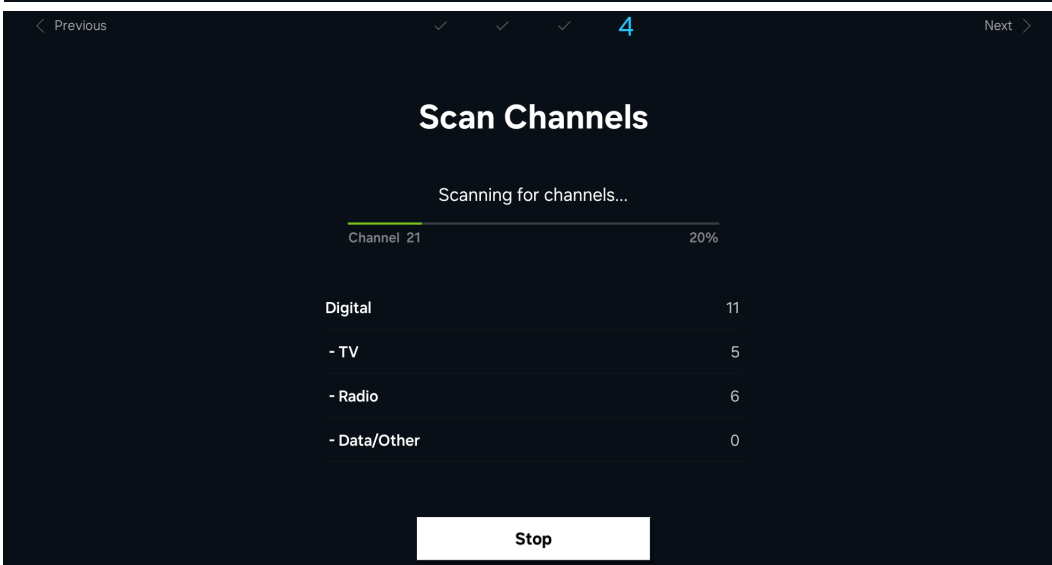 Previous 4 Next
Scan Channels
Scanning for channels...
Channel 21 20%
Digital 11
- TV 5
- Radio 6
- Data/Other 0
Stop